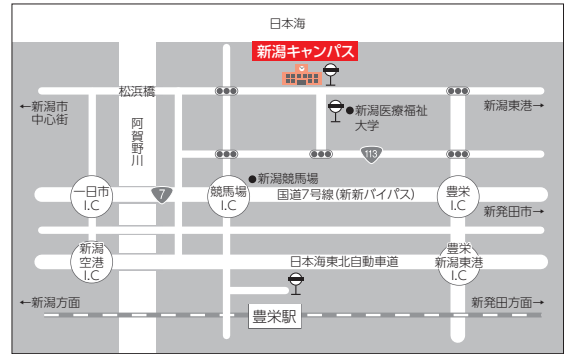 日本海
新潟キャンパス
松浜橋
←新潟市
中心街
新潟東港→
●新潟医療福祉
大学
阿賀野川
113
●新潟競馬場
一日市
I.C
7
競馬場
I.C
国道7号線(新新バイパス)
豊栄
I.C
新発田市→
新潟
空港
I.C
日本海東北自動車道
豊栄
新潟東港
I.C
←新潟方面
新発田方面→
豊栄駅